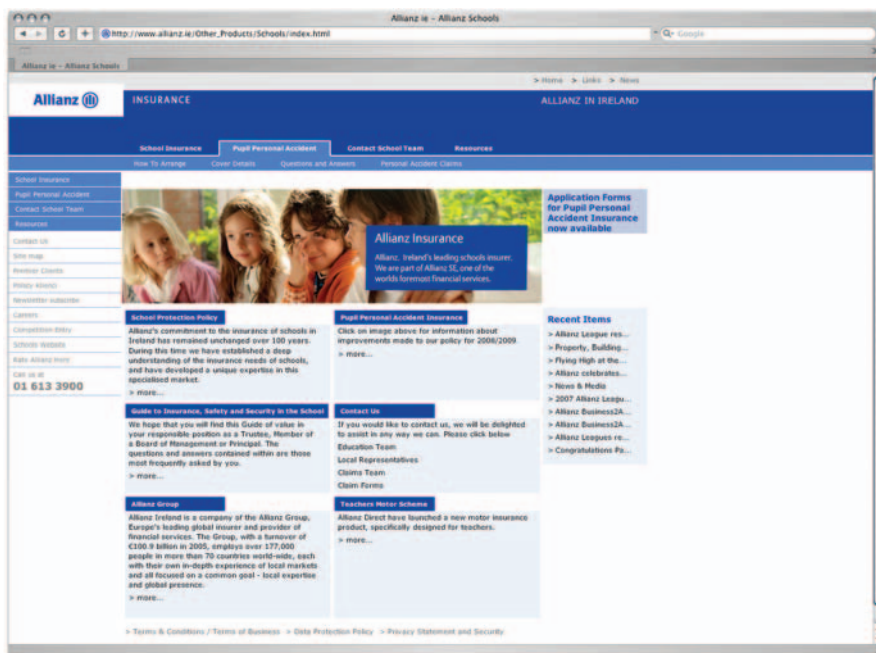 Allianz ie - Allianz Schools
http://www.allianz.ie/Other_Products/Schools/index.html
Google
Allianz ie - Allianz Schools
> Home > Links > News
Allianz
INSURANCE
ALLIANZ IN IRELAND
School Insurance
Pupil Personal Accident
Contact School Team
Resources
How To Arrange
Cover Details
Questions and Answers
Personal Accident Claims
School Insurance
Pupil Personal Accident
Contact School Team
Resources
Contact Us
Site map
Premier Clients
Policy
Newsletter subscribe
Careers
Competition Entry
Schools Website
Rate Allianz more
Call us at
01 613 3900
Allianz Insurance
Allianz. Ireland's leading schools insurer.
We are part of Allianz SE, one of the
worlds foremost financial services.
Application Forms
for Pupil Personal
Accident Insurance
now available
School Protection Policy
Allianz's commitment to the insurance of schools in
Ireland has remained unchanged over 100 years.
During this time we have established a deep
understanding of the insurance needs of schools,
and have developed a unique expertise in this
specialised market.
> more...
Pupil Personal Accident Insurance
Click on image above for information about
improvements made to our policy for 2008/2009.
> more...
Guide to Insurance, Safety and Security in the School
We hope that you will find this Guide of value in
your responsible position as a Trustee, Member of
a Board of Management or Principal. The
questions and answers contained within are those
most frequently asked by you.
> more...
Contact Us
If you would like to contact us, we will be delighted
to assist in any way we can. Please click below
Education Team
Local Representatives
Claims Team
Claim Forms
Allianz Group
Allianz Ireland is a company of the Allianz Group,
Europe's leading global insurer and provider of
financial services. The Group, with a turnover of
€100.9 billion in 2005, employs over 177,000
people in more than 70 countries world-wide, each
with their own in-depth experience of local markets
and all focused on a common goal - local expertise
and global presence.
> more...
Teachers Motor Scheme
Allianz Direct have launched a new motor insurance
product, specifically designed for teachers.
> more...
Recent Items
> Allianz League res...
> Property, Building...
> Flying High at the...
> Allianz celebrates...
> News & Media
> 2007 Allianz Leagu...
> Allianz Business2A...
> Allianz Business2A...
> Allianz Leagues re...
> Congratulations Pa...
> Terms & Conditions / Terms of Business > Data Protection Policy > Privacy Statement and Security